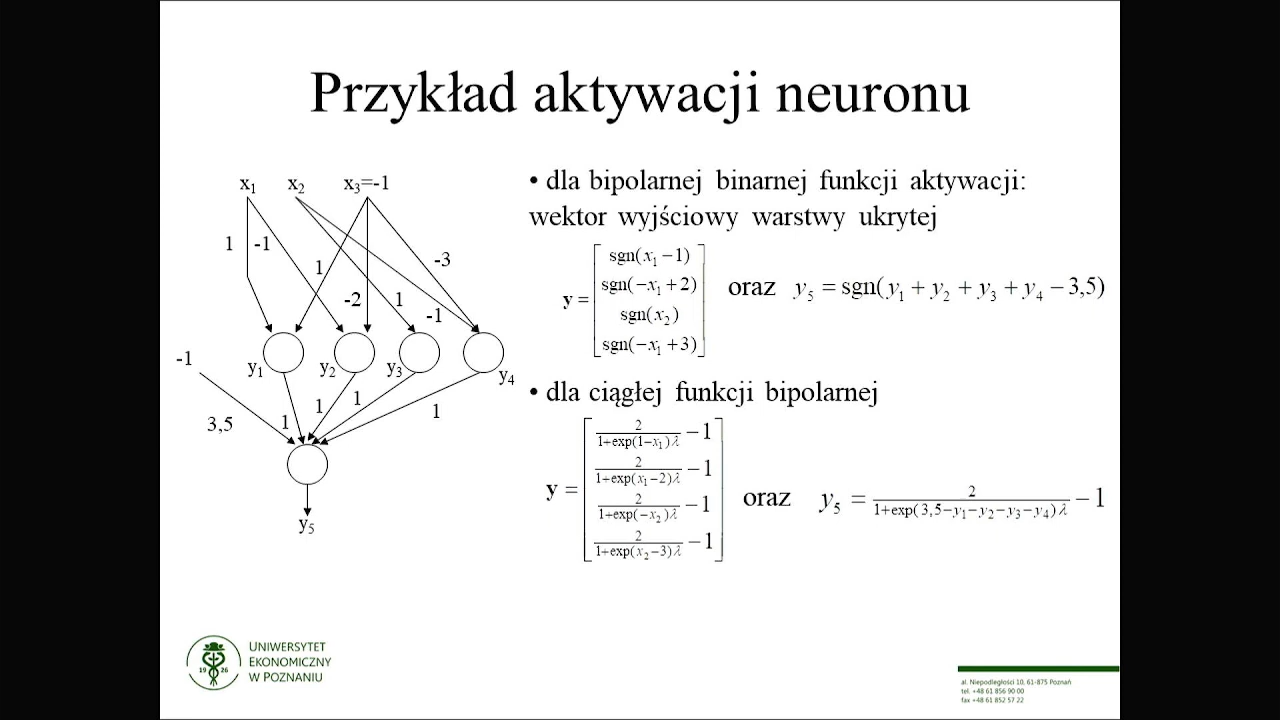 Przykład aktywacji neuronu
x₁ x₂ x₃=-1
1 -1 1 -2 1 -1 -3
y₁ y₂ y₃ y₄
-1
3,5 1 1 1 1
y₅
• dla bipolarnej binarnej funkcji aktywacji:
wektor wyjściowy warstwy ukrytej
y = [ sgn(x₁ −1)
sgn(−x₁ +2)
sgn(x₂)
sgn(−x₁ +3) ]
oraz y₅ = sgn(y₁ + y₂ + y₃ + y₄ − 3,5)
• dla ciągłej funkcji bipolarnej
y = [ 2/(1+exp(1−x₁)λ) −1
2/(1+exp(x₁−2)λ) −1
2/(1+exp(−x₂)λ) −1
2/(1+exp(x₂−3)λ) −1 ]
oraz y₅ = 2/(1+exp(3,5−y₁−y₂−y₃−y₄)λ) −1
19 26
UNIWERSYTET
EKONOMICZNY
W POZNANIU
al. Niepodległości 10, 61-875 Poznań
tel. +48 61 856 90 00
fax +48 61 852 57 22